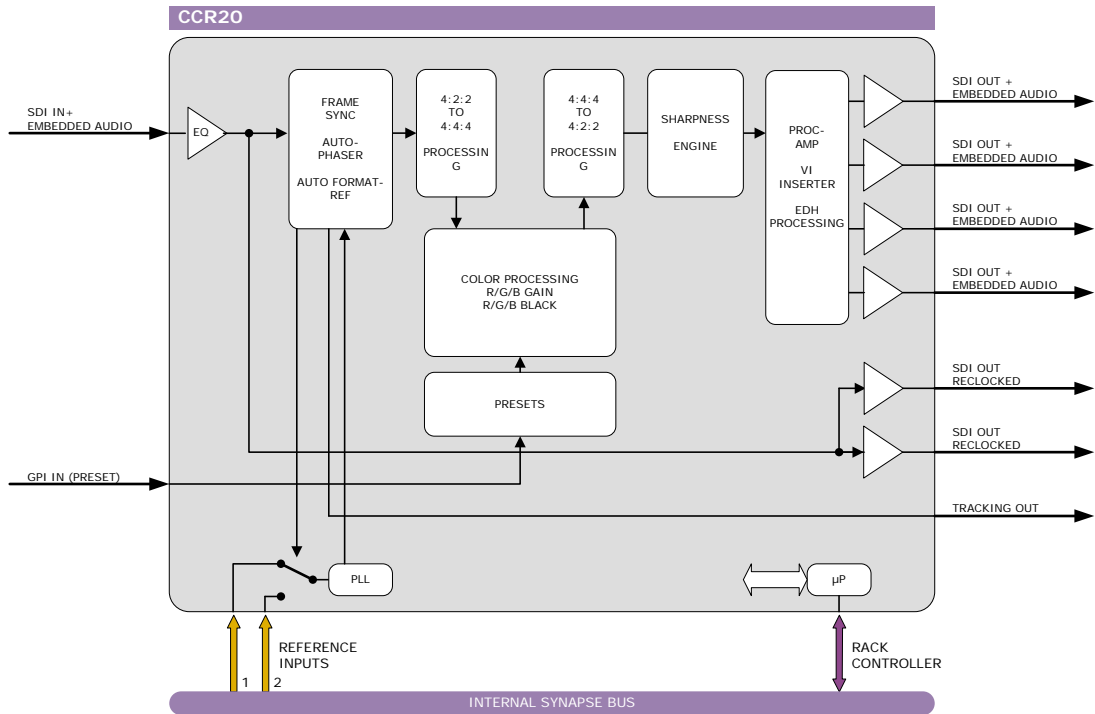 CCR20
SDI IN+
EMBEDDED AUDIO
EQ
FRAME
SYNC
AUTO-
PHASER
AUTO FORMAT-
REF
4:2:2
TO
4:4:4
PROCESSIN
G
4:4:4
TO
4:2:2
PROCESSIN
G
SHARPNESS
ENGINE
PROC-
AMP
VI
INSERTER
EDH
PROCESSING
SDI OUT +
EMBEDDED AUDIO
SDI OUT +
EMBEDDED AUDIO
SDI OUT +
EMBEDDED AUDIO
SDI OUT +
EMBEDDED AUDIO
COLOR PROCESSING
R/G/B GAIN
R/G/B BLACK
PRESETS
SDI OUT
RECLOCKED
SDI OUT
RECLOCKED
GPI IN (PRESET)
TRACKING OUT
PLL
µP
REFERENCE
INPUTS
1
2
RACK
CONTROLLER
INTERNAL SYNAPSE BUS